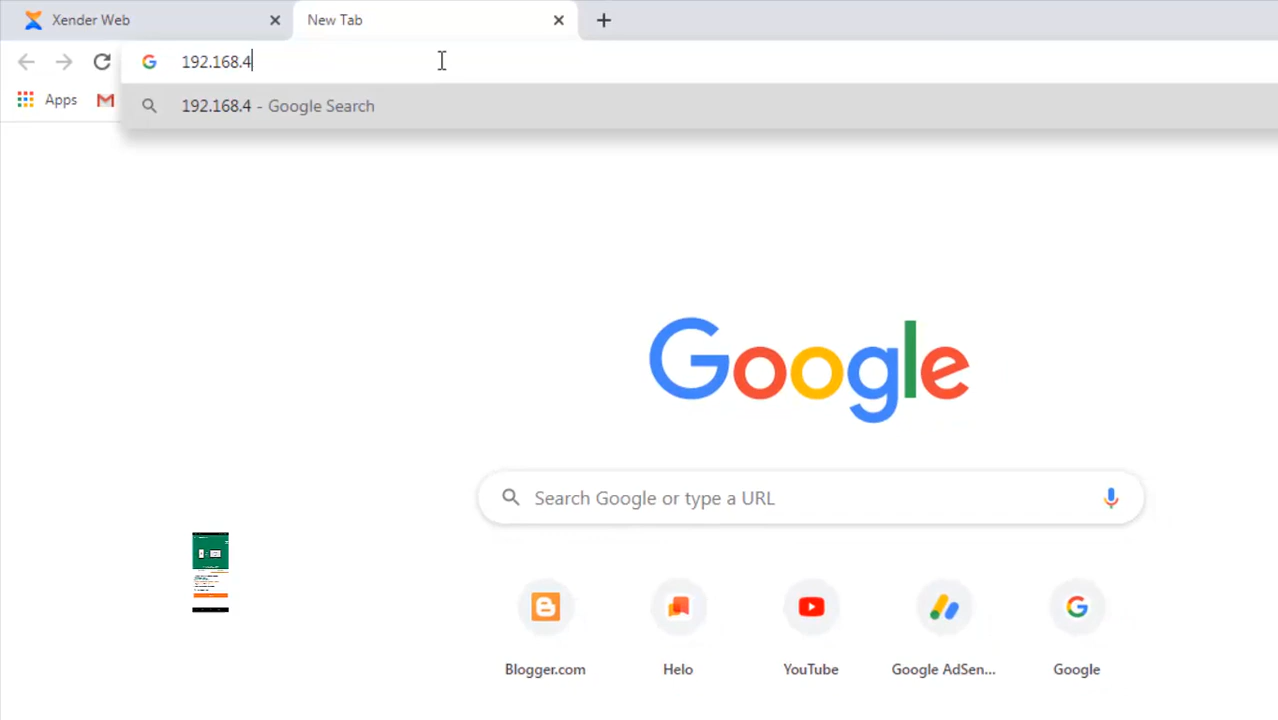 Xender Web
New Tab
192.168.4
Apps
192.168.4 - Google Search
Google
Search Google or type a URL
Blogger.com
Helo
YouTube
Google AdSen...
Google